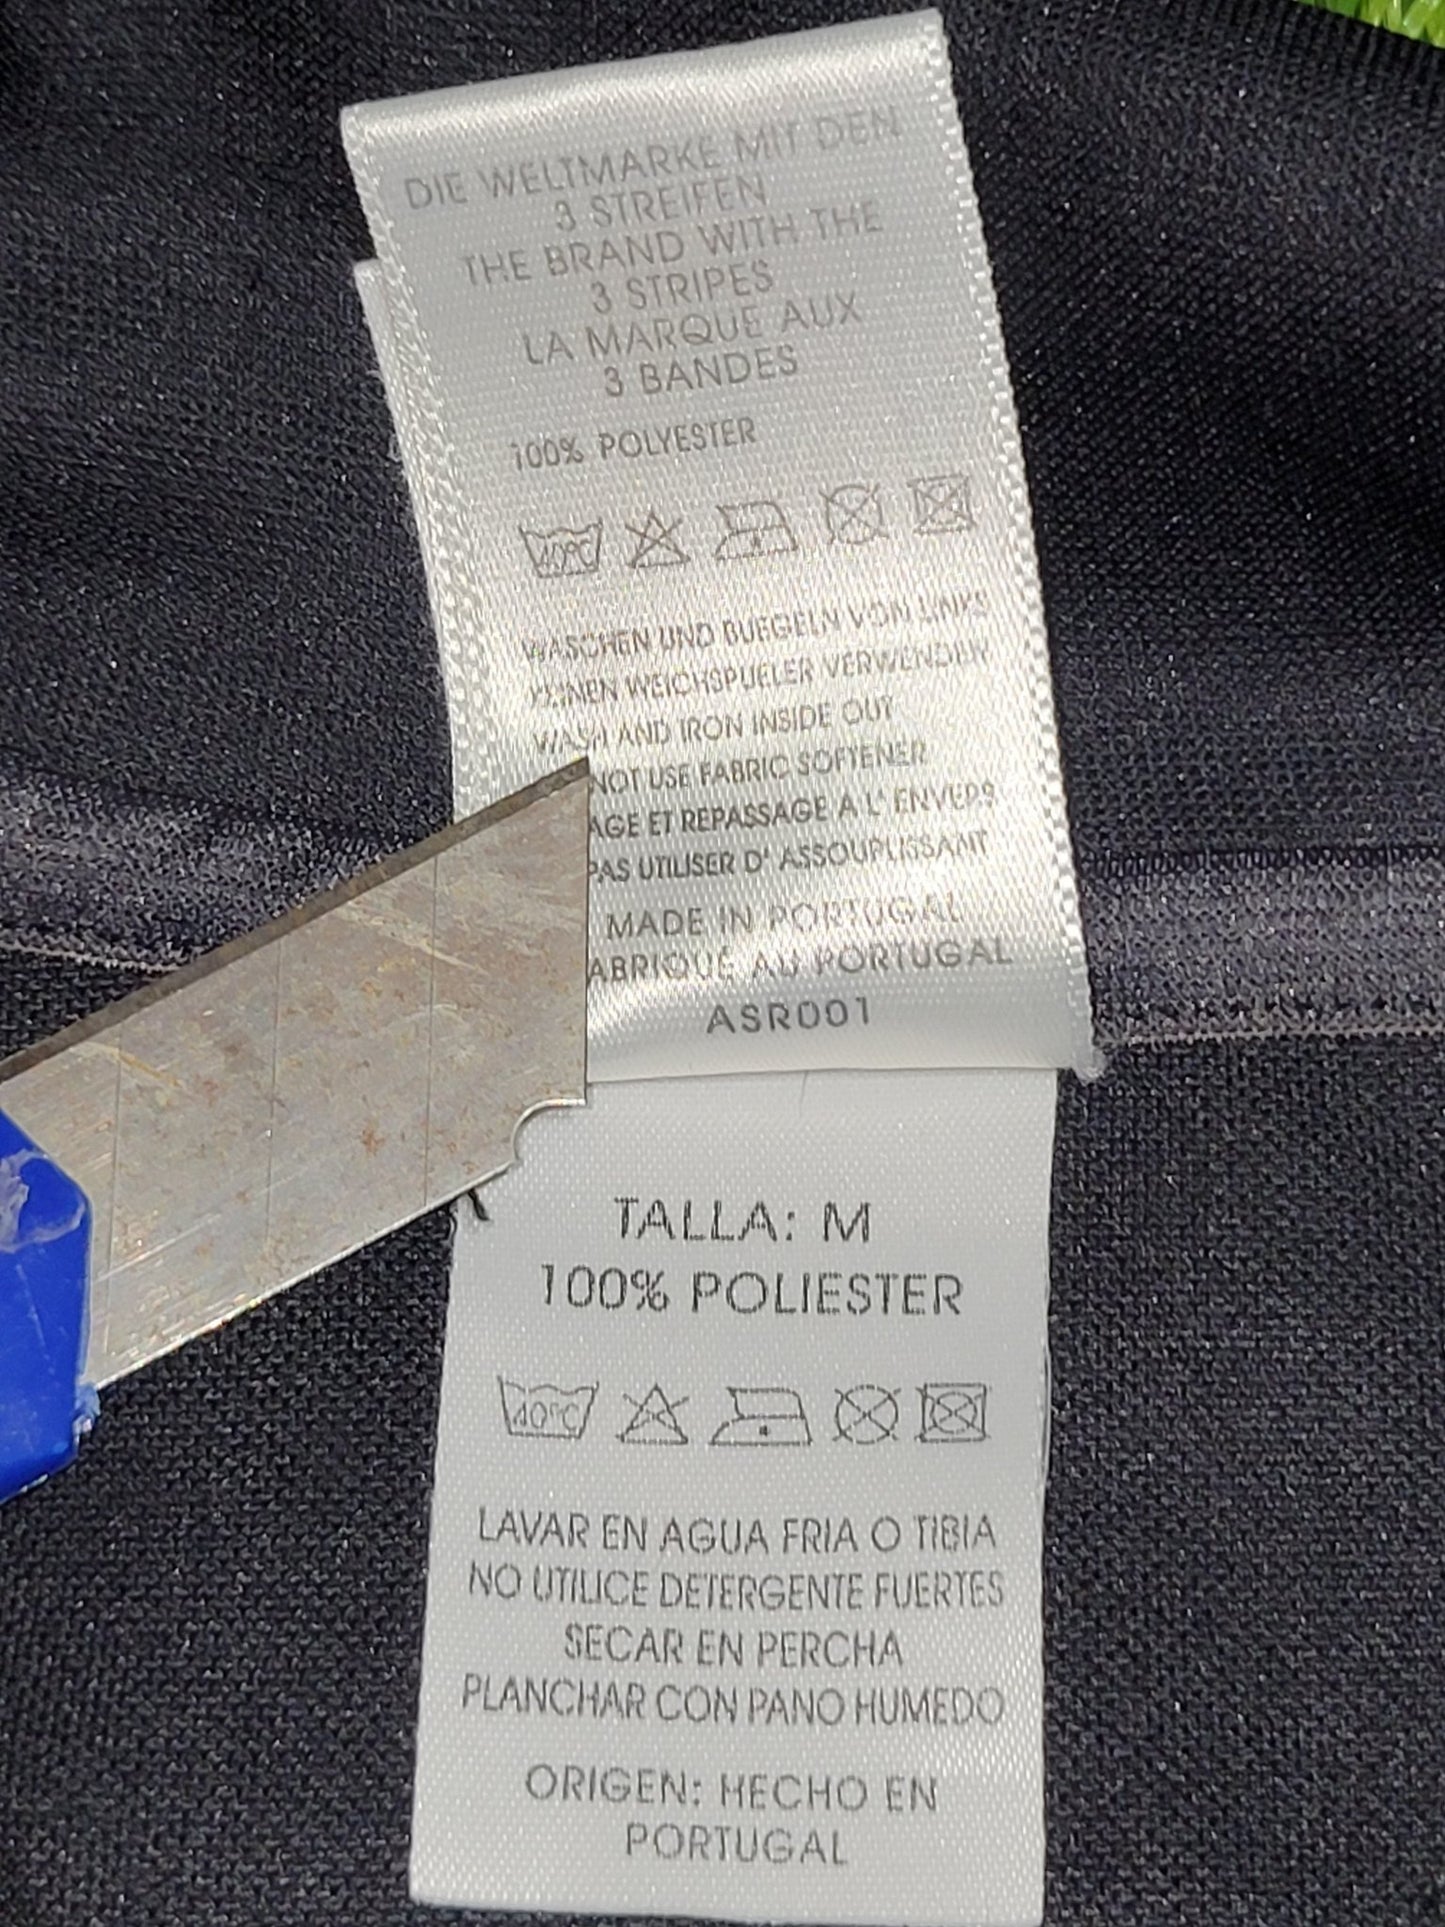 DIE WELTMARKE MIT DEN
3 STREIFEN
THE BRAND WITH THE
3 STRIPES
LA MARQUE AUX
3 BANDES
100% POLYESTER
40°C
WASCHEN UND BUEGELN VON LINKS
KEINEN WEICHSPUELER VERWENDEN
WASH AND IRON INSIDE OUT
NOT USE FABRIC SOFTENER
AGE ET REPASSAGE A L' ENVERS
PAS UTILISER D' ASSOUPLISSANT
MADE IN PORTUGAL
ABRIQUÉ AU PORTUGAL
ASR001
TALLA: M
100% POLIESTER
40°C
LAVAR EN AGUA FRIA O TIBIA
NO UTILICE DETERGENTE FUERTES
SECAR EN PERCHA
PLANCHAR CON PANO HUMEDO
ORIGEN: HECHO EN
PORTUGAL